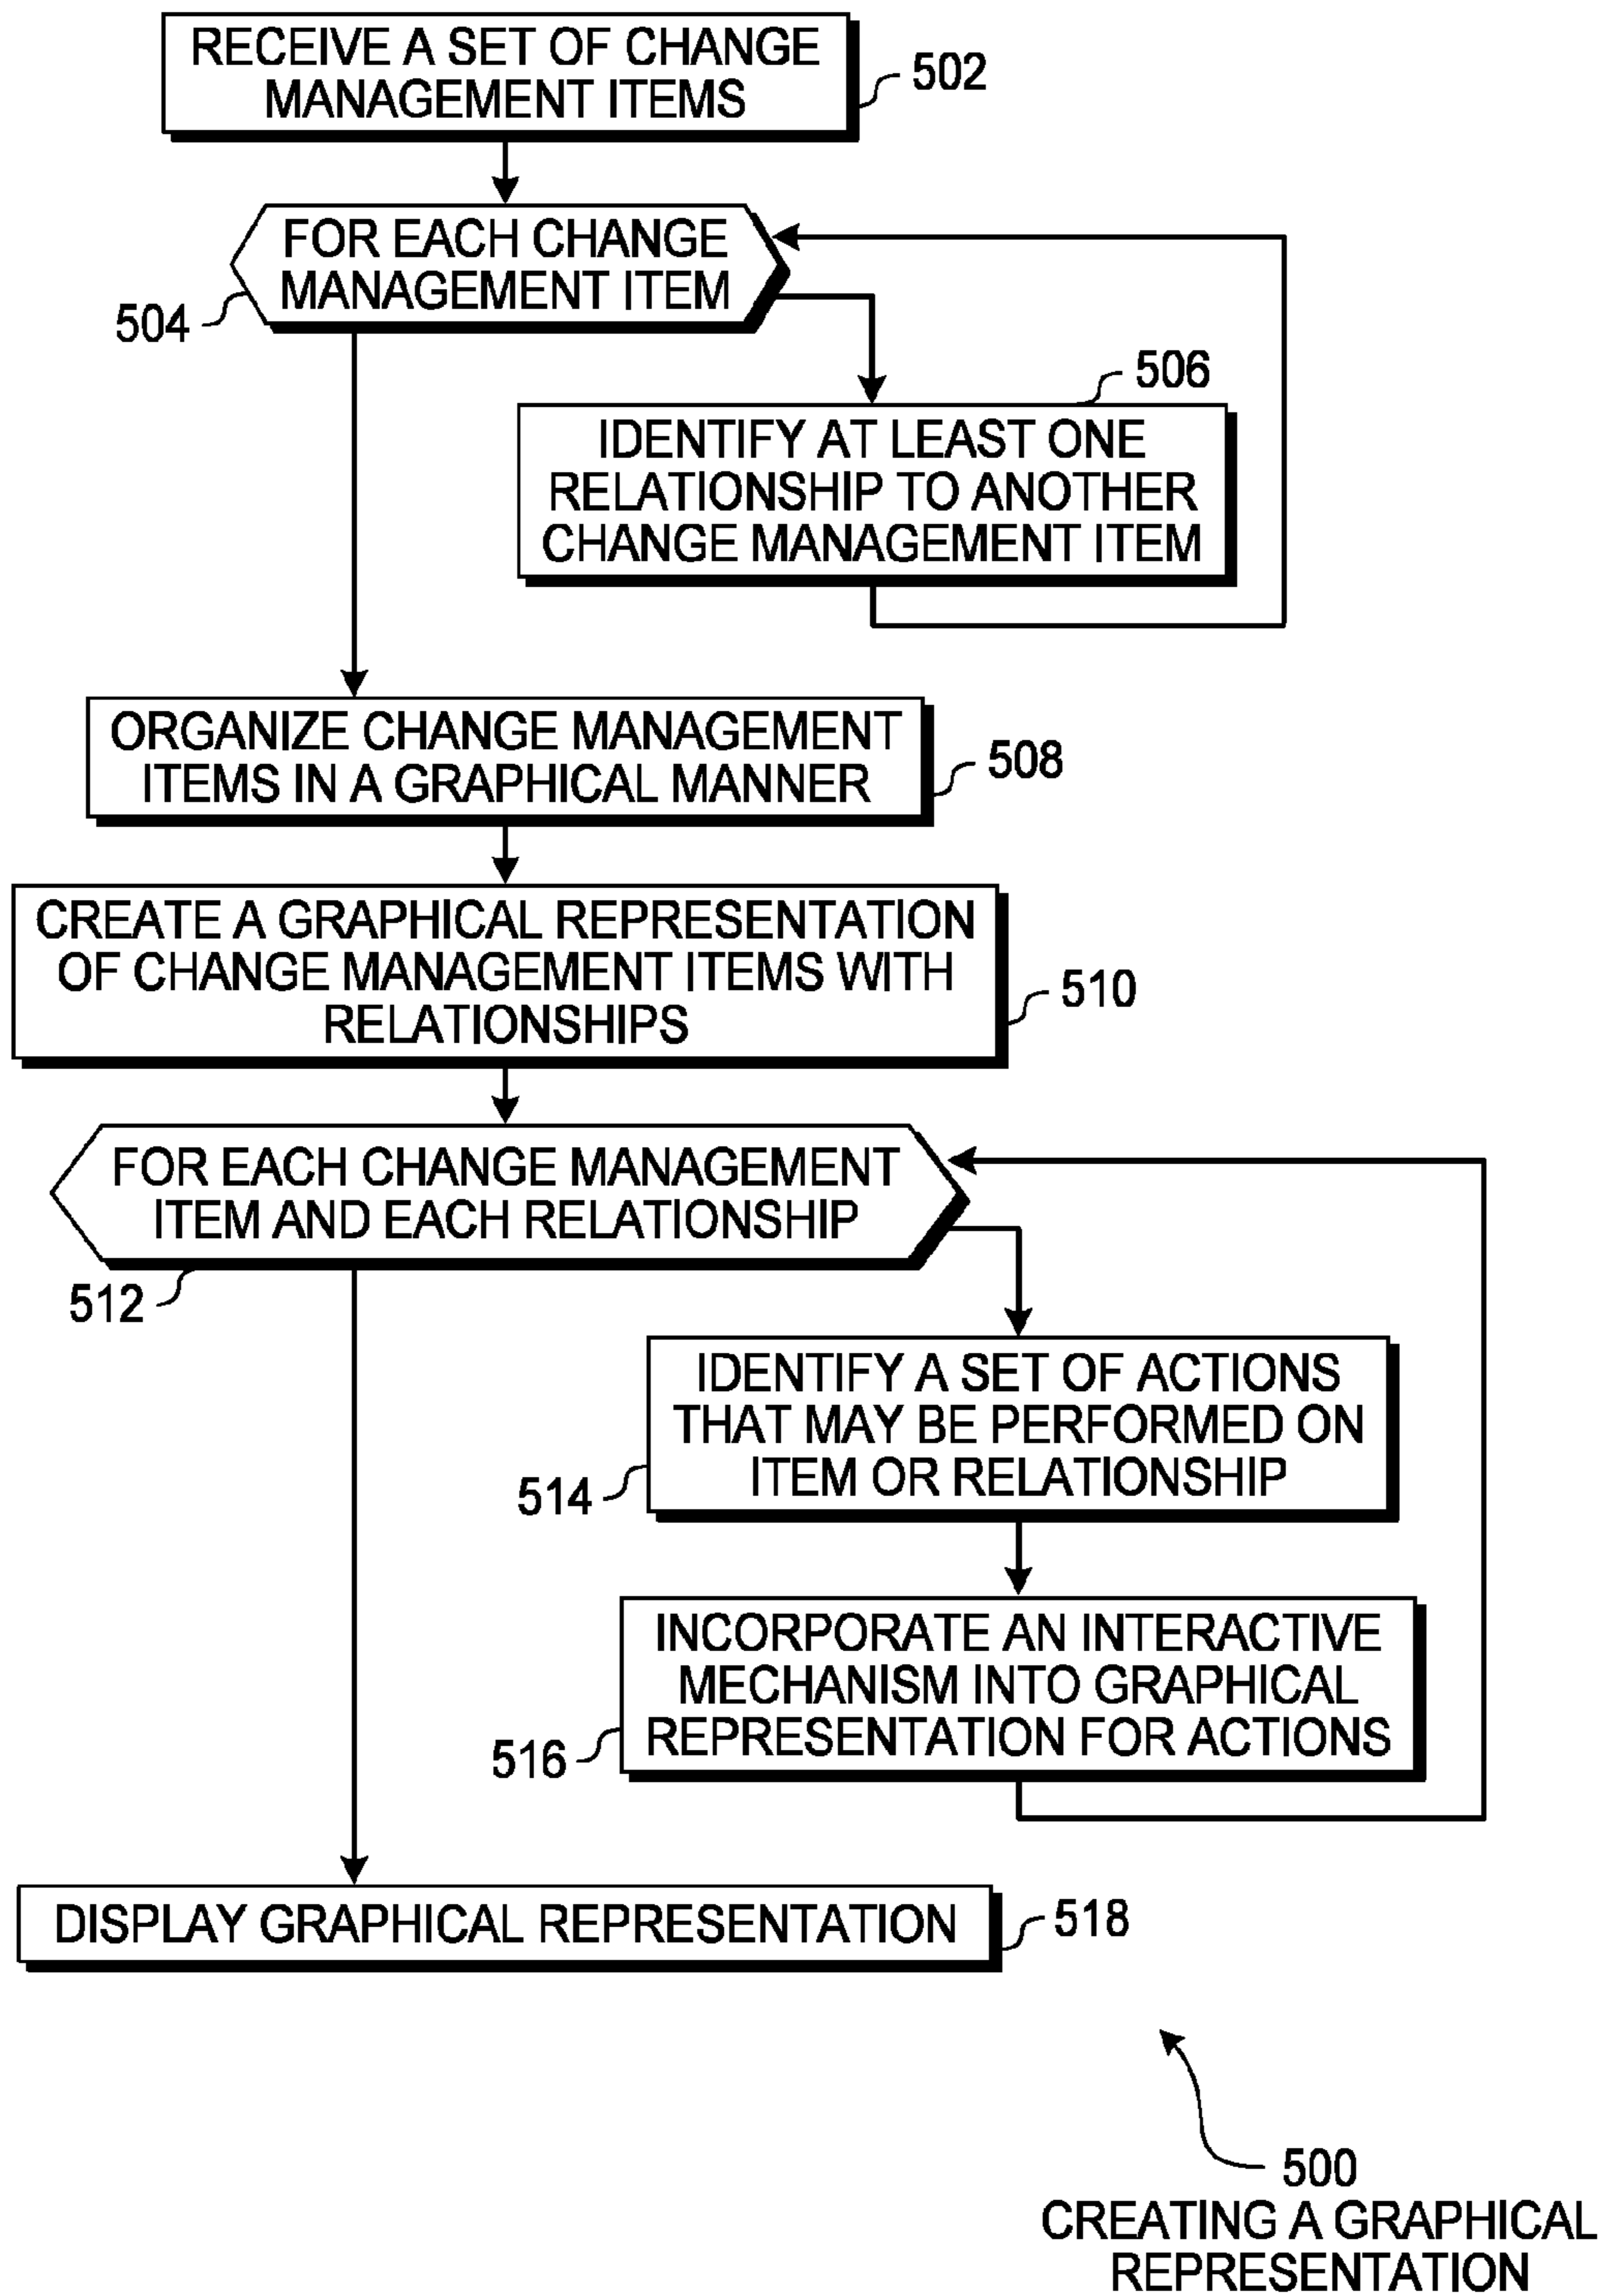 RECEIVE A SET OF CHANGE
MANAGEMENT ITEMS
502
FOR EACH CHANGE
MANAGEMENT ITEM
504
506
IDENTIFY AT LEAST ONE
RELATIONSHIP TO ANOTHER
CHANGE MANAGEMENT ITEM
ORGANIZE CHANGE MANAGEMENT
ITEMS IN A GRAPHICAL MANNER
508
CREATE A GRAPHICAL REPRESENTATION
OF CHANGE MANAGEMENT ITEMS WITH
RELATIONSHIPS
510
FOR EACH CHANGE MANAGEMENT
ITEM AND EACH RELATIONSHIP
512
IDENTIFY A SET OF ACTIONS
THAT MAY BE PERFORMED ON
ITEM OR RELATIONSHIP
514
INCORPORATE AN INTERACTIVE
MECHANISM INTO GRAPHICAL
REPRESENTATION FOR ACTIONS
516
DISPLAY GRAPHICAL REPRESENTATION
518
500
CREATING A GRAPHICAL
REPRESENTATION